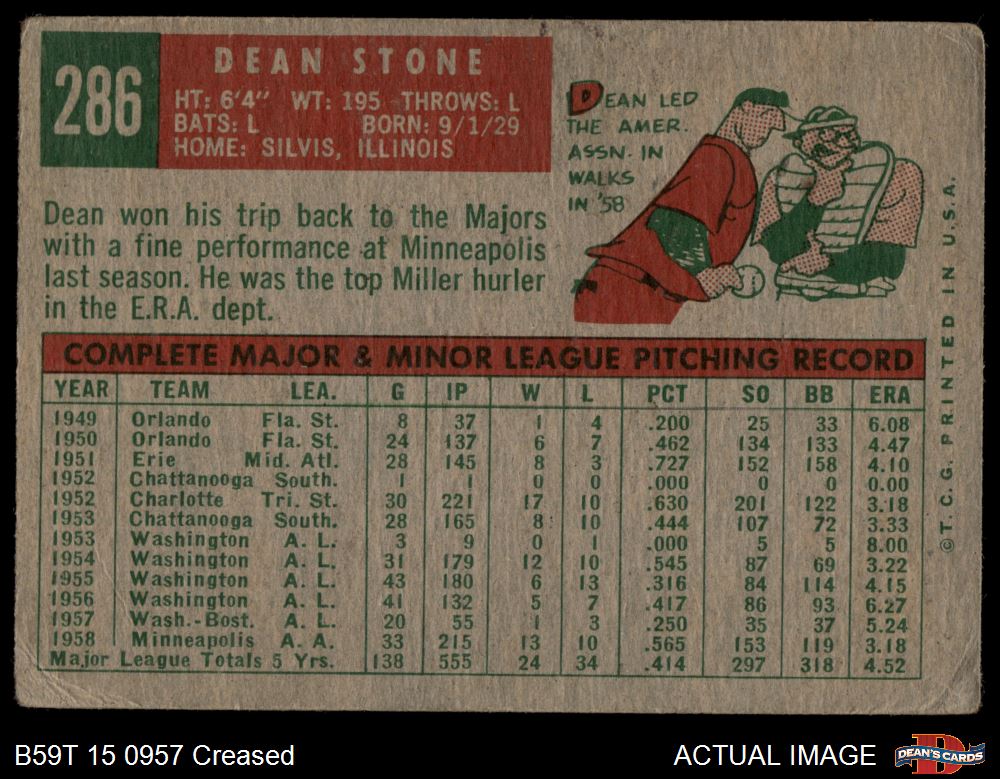 286
DEAN STONE
HT: 6'4" WT: 195 THROWS: L
BATS: L BORN: 9/1/29
HOME: SILVIS, ILLINOIS
DEAN LED
THE AMER.
ASSN. IN
WALKS
IN '58
Dean won his trip back to the Majors
with a fine performance at Minneapolis
last season. He was the top Miller hurler
in the E.R.A. dept.
COMPLETE MAJOR & MINOR LEAGUE PITCHING RECORD
YEAR TEAM LEA. G IP W L PCT SO BB ERA
1949 Orlando Fla. St. 8 37 1 4 .200 25 33 6.08
1950 Orlando Fla. St. 24 137 6 7 .462 134 133 4.47
1951 Erie Mid. Atl. 28 145 8 3 .727 152 158 4.10
1952 Chattanooga South. 1 1 0 0 .000 0 0 0.00
1952 Charlotte Tri. St. 30 221 17 10 .630 201 122 3.18
1953 Chattanooga South. 28 165 8 10 .444 107 72 3.33
1953 Washington A. L. 3 9 0 1 .000 5 5 8.00
1954 Washington A. L. 31 179 12 10 .545 87 69 3.22
1955 Washington A. L. 43 180 6 13 .316 84 114 4.15
1956 Washington A. L. 41 132 5 7 .417 86 93 6.27
1957 Wash.-Bost. A. L. 20 55 1 3 .250 35 37 5.24
1958 Minneapolis A. A. 33 215 13 10 .565 153 119 3.18
Major League Totals 5 Yrs. 138 555 24 34 .414 297 318 4.52
© T. C. G. PRINTED IN U.S.A.
B59T 15 0957 Creased
ACTUAL IMAGE
DEAN'S CARDS